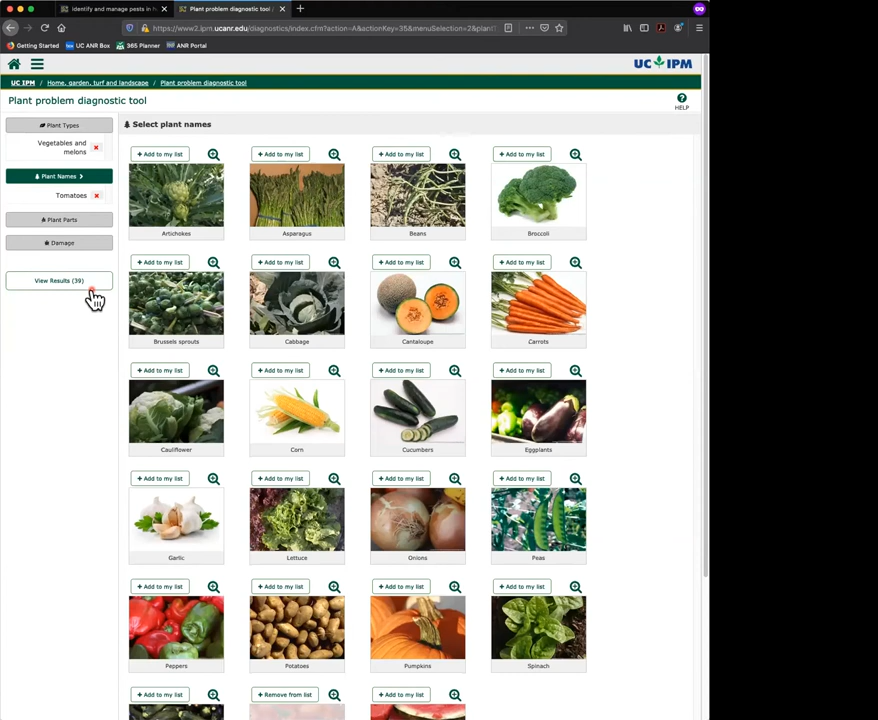 Identify and manage pests in h
Plant problem diagnostic tool
https://www2.ipm.ucanr.edu/diagnostics/index.cfm?action=A&actionKey=35&menuSelection=2&plantT
Getting Started
UC ANR Box
365 Planner
ANR Portal
UC IPM
UC IPM
Home, garden, turf and landscape
Plant problem diagnostic tool
Plant problem diagnostic tool
HELP
Plant Types
Vegetables and
melons
Plant Names
Tomatoes
Plant Parts
Damage
View Results (39)
Select plant names
+ Add to my list
+ Add to my list
+ Add to my list
+ Add to my list
Artichokes
Asparagus
Beans
Broccoli
+ Add to my list
+ Add to my list
+ Add to my list
+ Add to my list
Brussels sprouts
Cabbage
Cantaloupe
Carrots
+ Add to my list
+ Add to my list
+ Add to my list
+ Add to my list
Cauliflower
Corn
Cucumbers
Eggplants
+ Add to my list
+ Add to my list
+ Add to my list
+ Add to my list
Garlic
Lettuce
Onions
Peas
+ Add to my list
+ Add to my list
+ Add to my list
+ Add to my list
Peppers
Potatoes
Pumpkins
Spinach
+ Add to my list
Remove from list
+ Add to my list